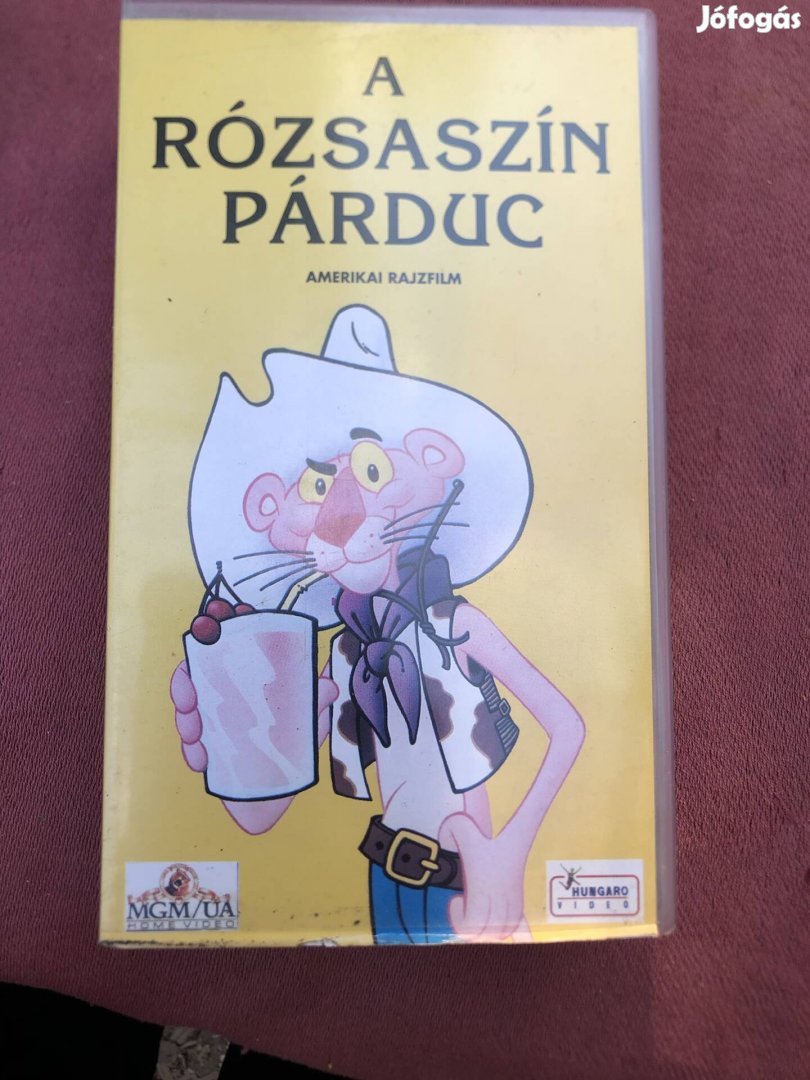 Jófogás
A
RÓZSASZÍN
PÁRDUC
AMERIKAI RAJZFILM
MGM/UA
HOME VIDEO
HUNGARO
VIDEO